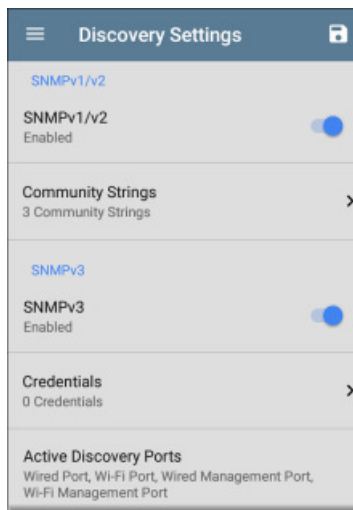 Discovery Settings
SNMPv1/v2
SNMPv1/v2
Enabled
Community Strings
3 Community Strings
SNMPv3
SNMPv3
Enabled
Credentials
0 Credentials
Active Discovery Ports
Wired Port, Wi-Fi Port, Wired Management Port,
Wi-Fi Management Port